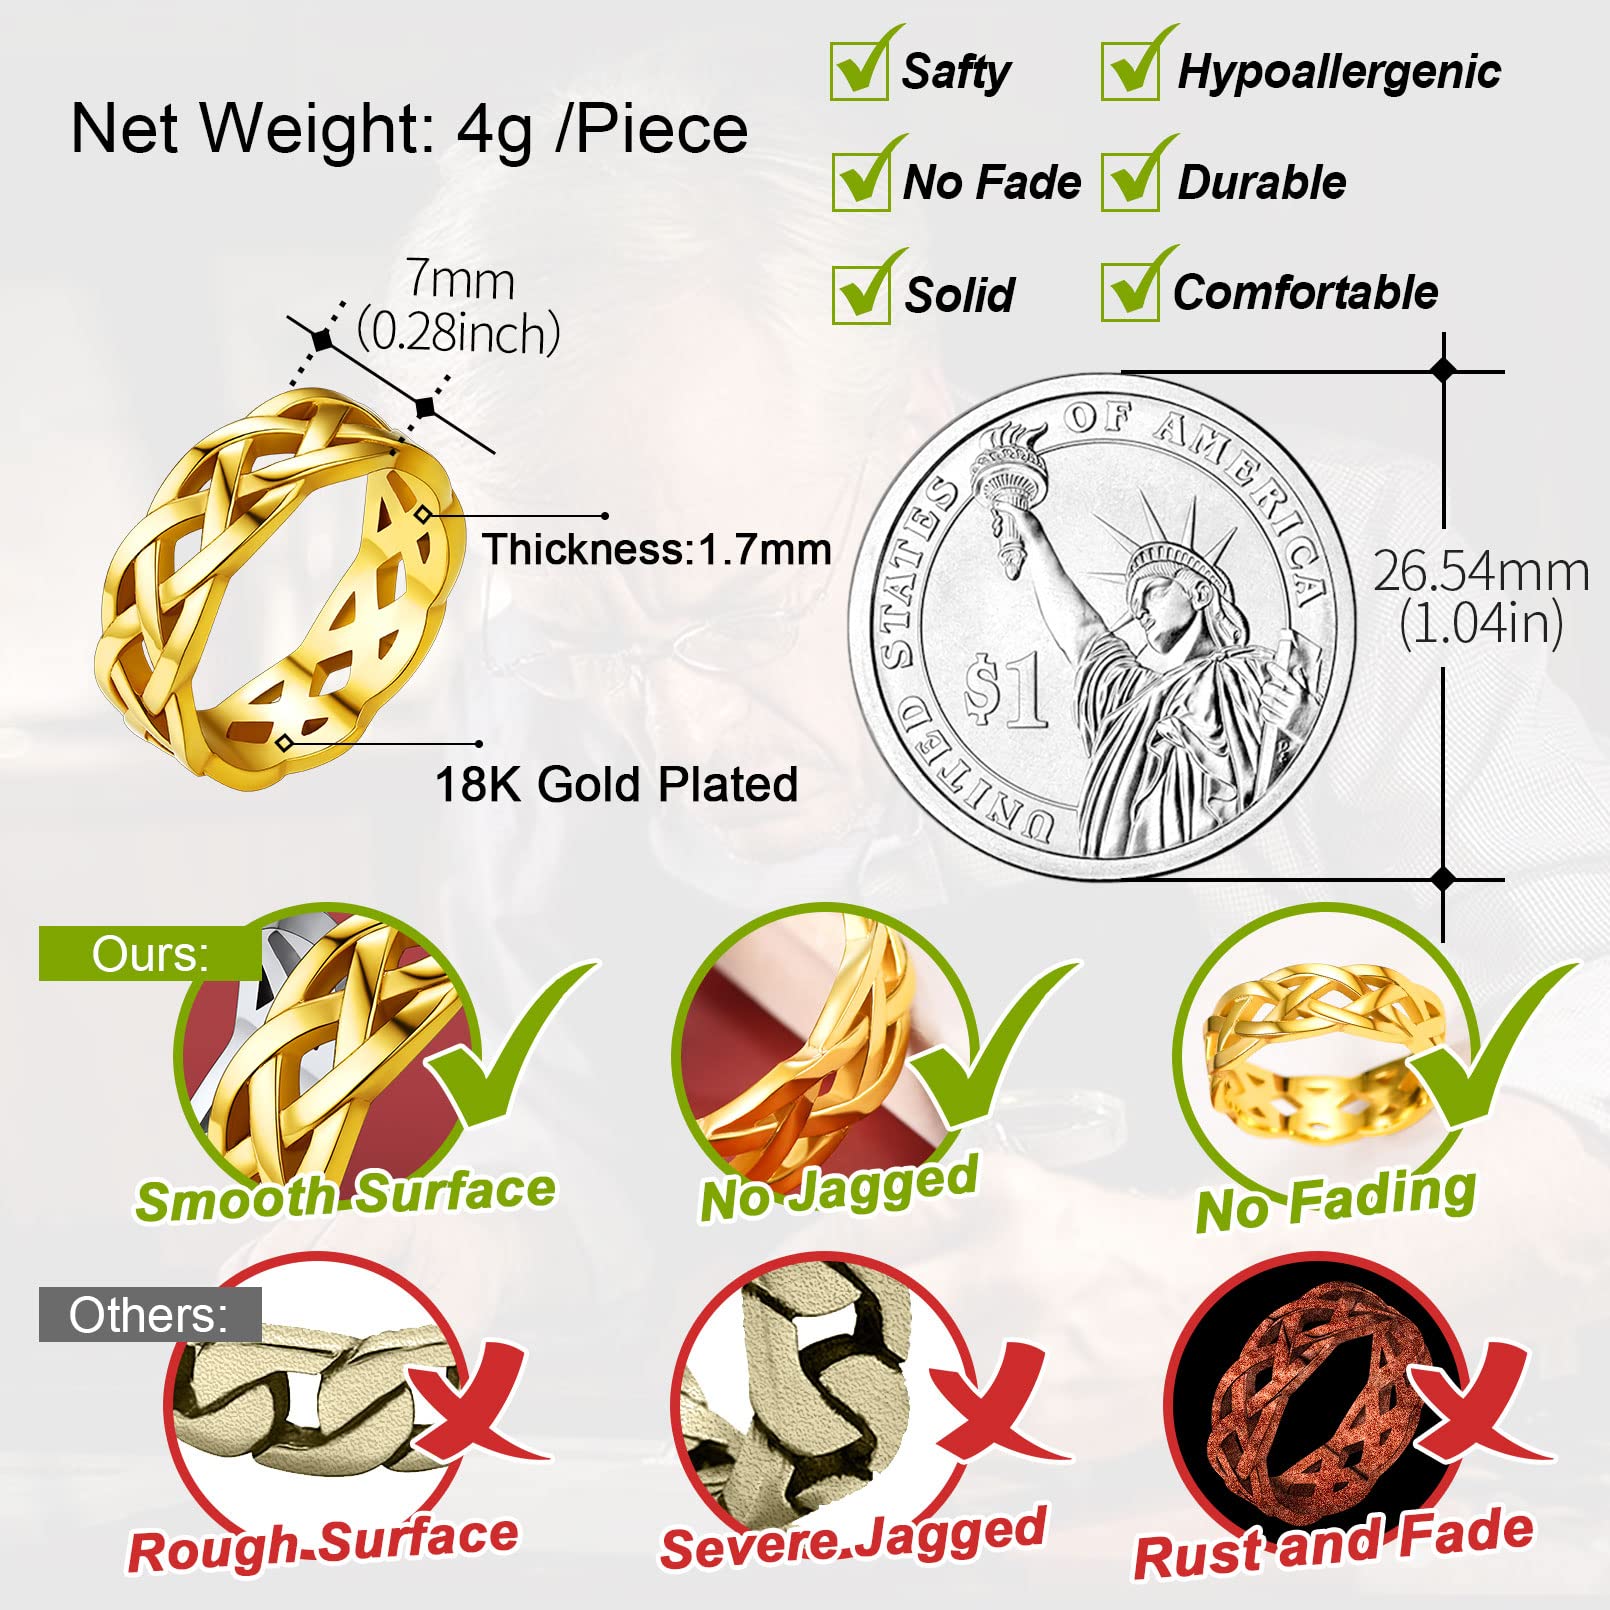 Net Weight: 4g /Piece
Safty
Hypoallergenic
No Fade
Durable
Solid
Comfortable
7mm
(0.28inch)
Thickness:1.7mm
18K Gold Plated
UNITED STATES OF AMERICA
$1
26.54mm
(1.04in)
Ours:
Smooth Surface
No Jagged
No Fading
Others:
Rough Surface
Severe Jagged
Rust and Fade